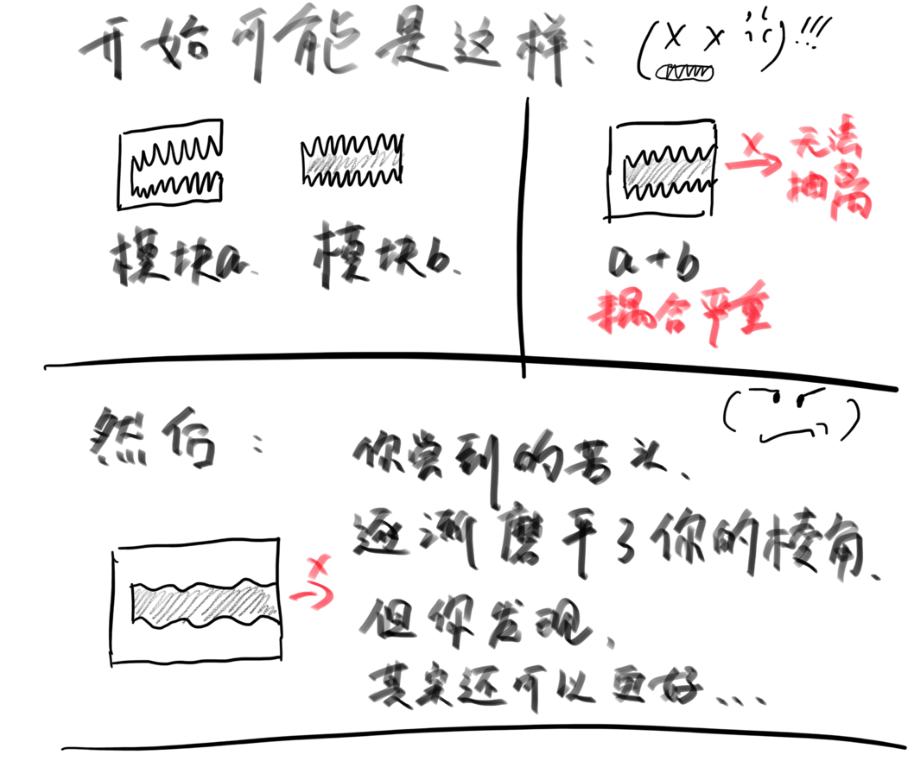 开始可能是这样:
(x x ;;;;)!!!
模块a.
模块b.
x
无法
抽离
a+b
耦合严重
然后:
你尝到的苦头、
逐渐磨平了你的棱角、
但你发现、
其实还可以更好...
x